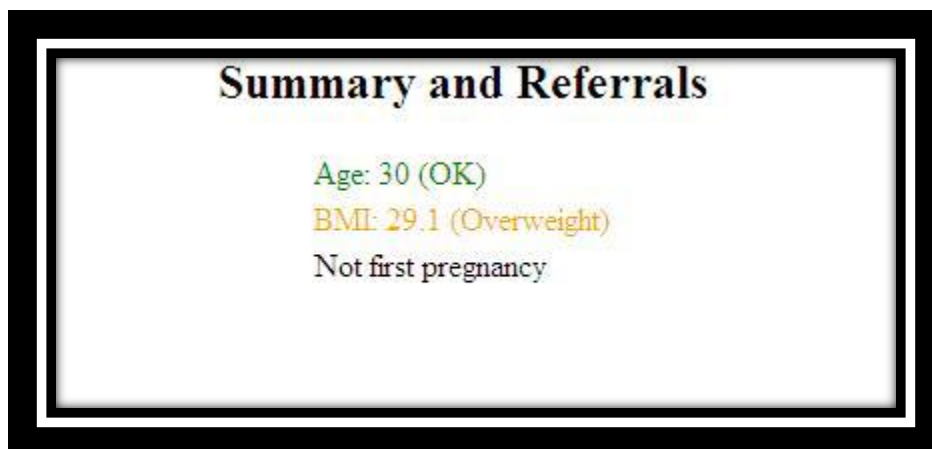 Summary and Referrals
Age: 30 (OK)
BMI: 29.1 (Overweight)
Not first pregnancy